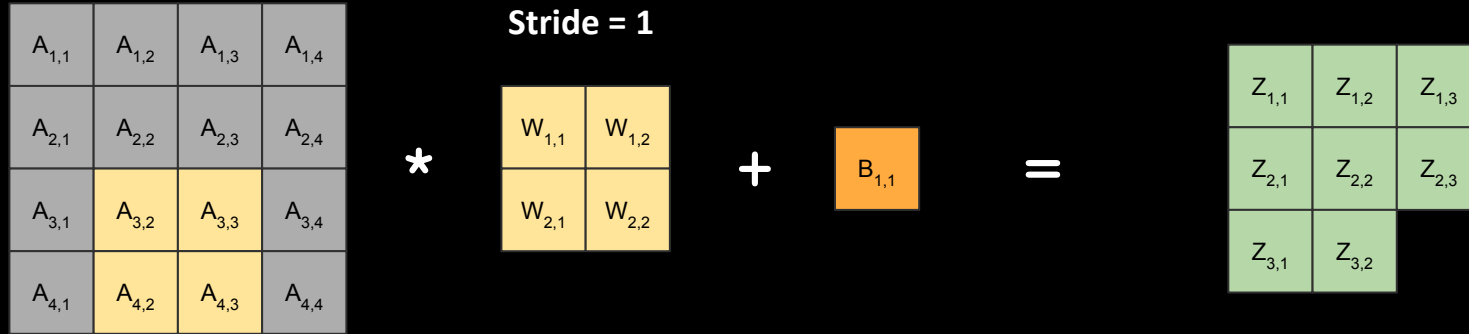 Stride = 1
A1,1 A1,2 A1,3 A1,4
A2,1 A2,2 A2,3 A2,4
A3,1 A3,2 A3,3 A3,4
A4,1 A4,2 A4,3 A4,4
*
W1,1 W1,2
W2,1 W2,2
+
B1,1
=
Z1,1 Z1,2 Z1,3
Z2,1 Z2,2 Z2,3
Z3,1 Z3,2